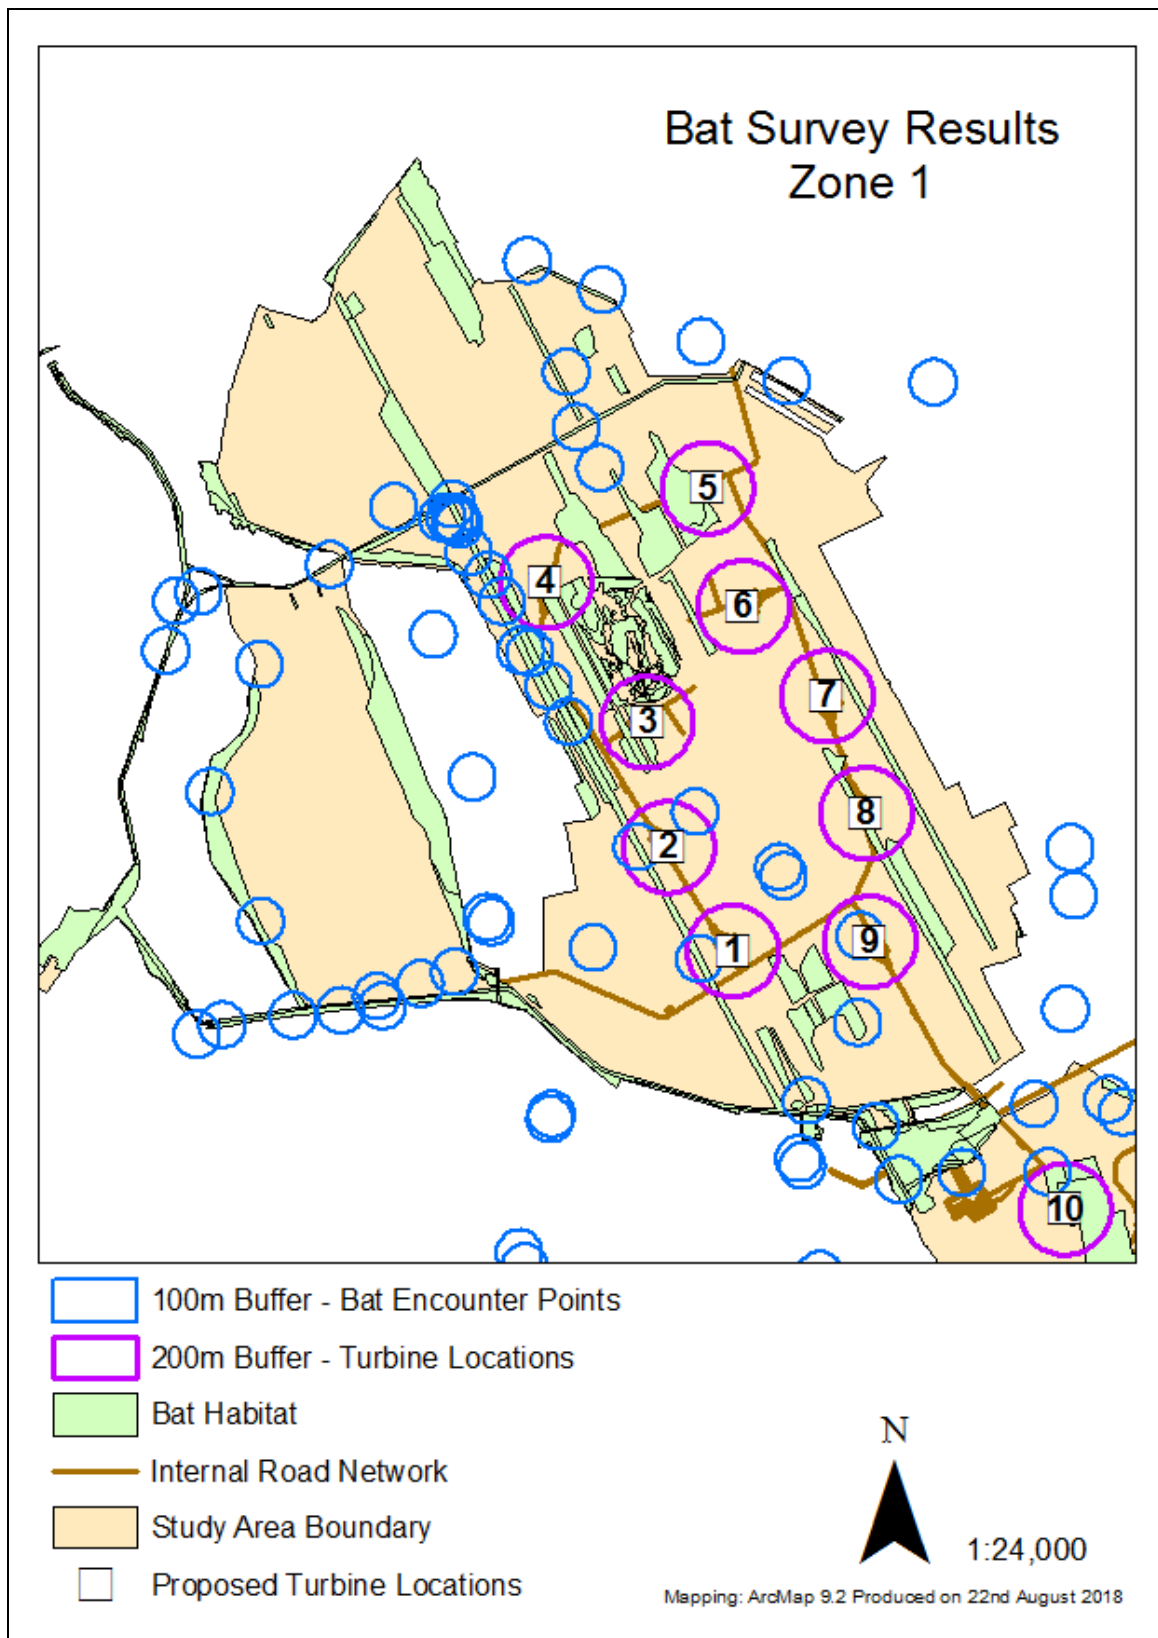 Bat Survey Results
Zone 1
5
4
6
7
3
8
2
9
1
10
100m Buffer - Bat Encounter Points
200m Buffer - Turbine Locations
Bat Habitat
Internal Road Network
Study Area Boundary
Proposed Turbine Locations
N
1:24,000
Mapping: ArcMap 9.2 Produced on 22nd August 2018